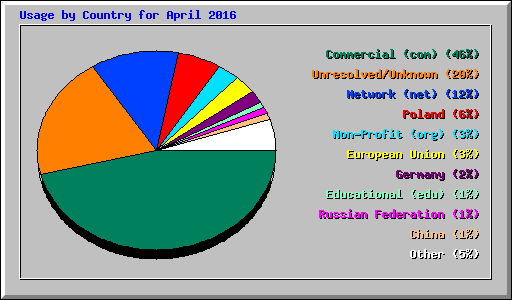 Usage by Country for April 2016
Commercial (com) (46%)
Unresolved/Unknown (20%)
Network (net) (12%)
Poland (6%)
Non-Profit (org) (3%)
European Union (3%)
Germany (2%)
Educational (edu) (1%)
Russian Federation (1%)
China (1%)
Other (5%)